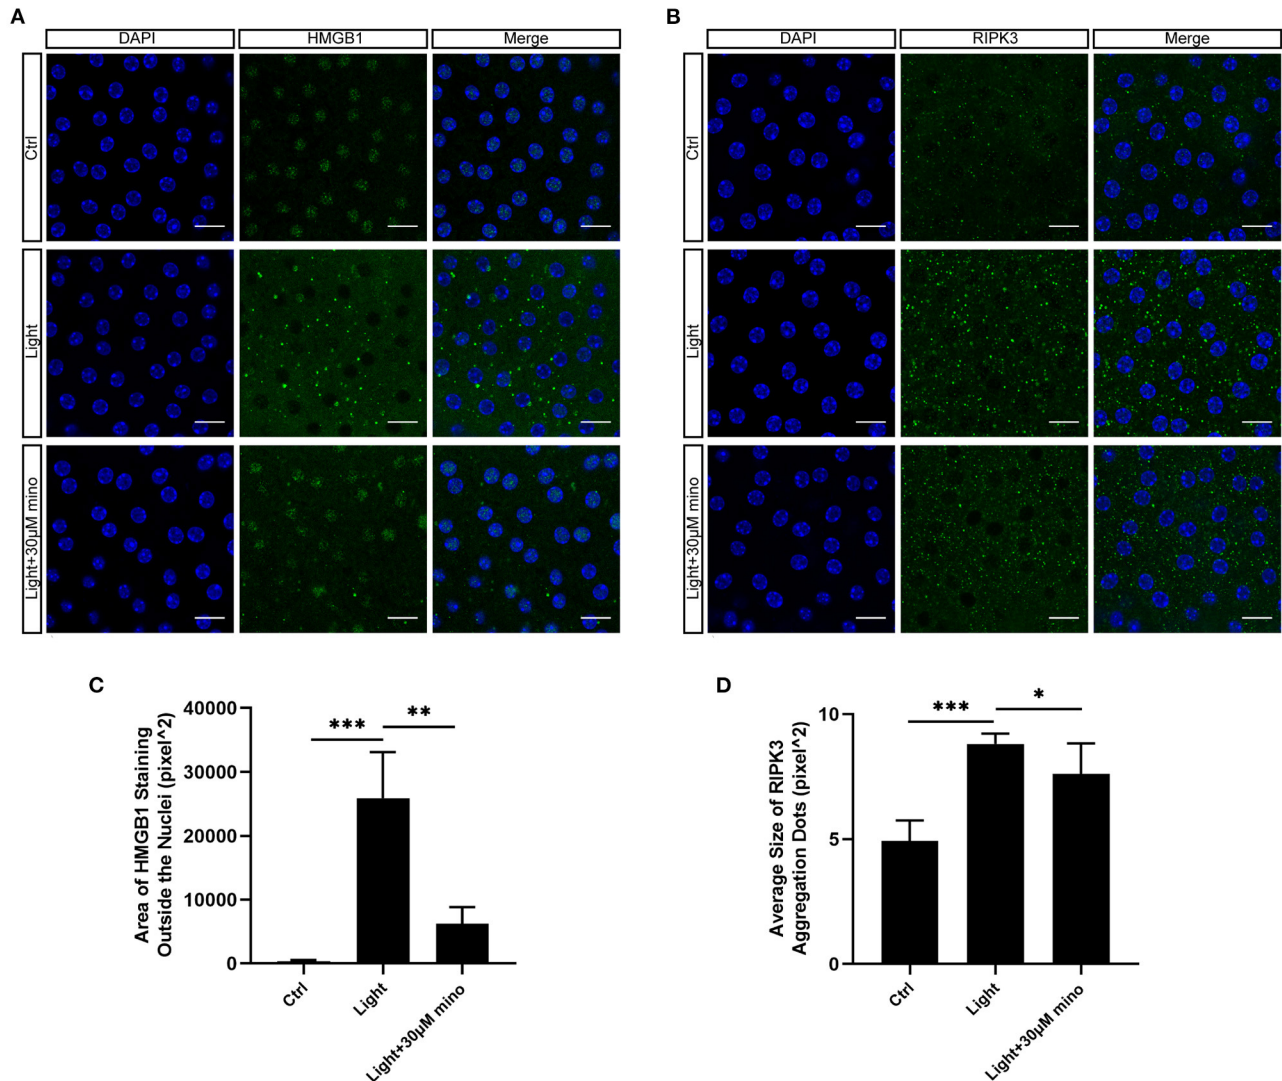 A
DAPI
HMGB1
Merge
Ctrl
Light
Light+30μM mino
B
DAPI
RIPK3
Merge
Ctrl
Light
Light+30μM mino
C
Area of HMGB1 Staining
Outside the Nuclei (pixel^2)
40000
30000
20000
10000
0
***
**
Ctrl
Light
Light+30μM mino
D
Average Size of RIPK3
Aggregation Dots (pixel^2)
10
5
0
***
*
Ctrl
Light
Light+30μM mino